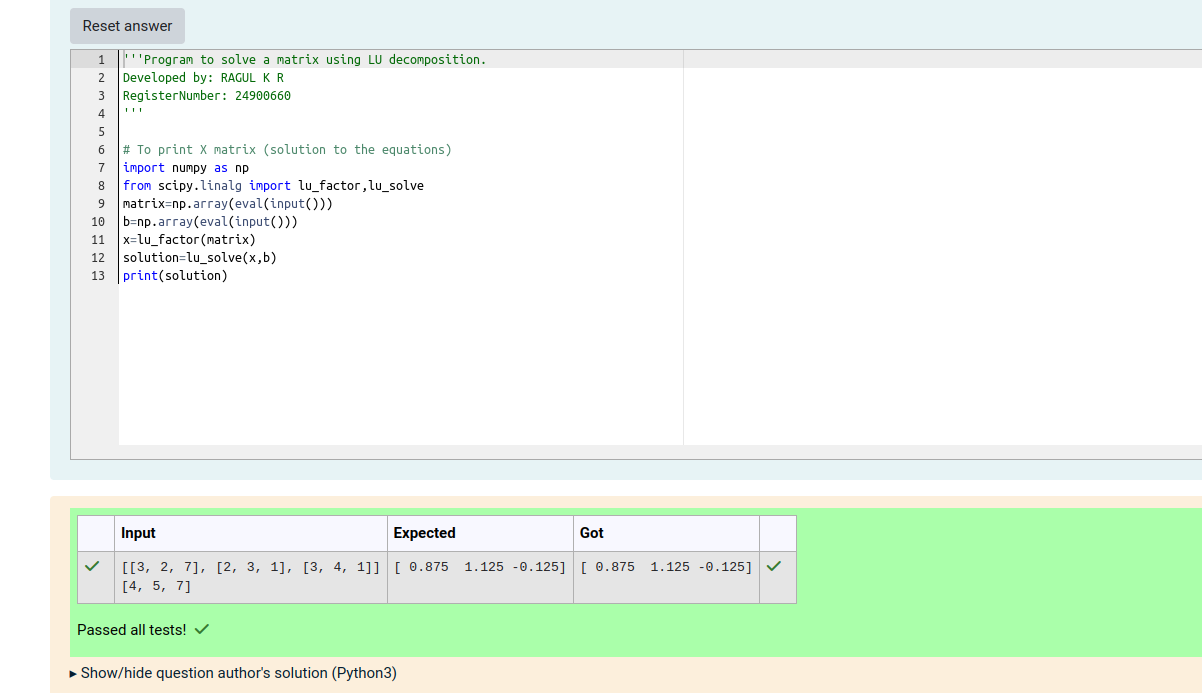 Reset answer
1 '''Program to solve a matrix using LU decomposition.
2 Developed by: RAGUL K R
3 RegisterNumber: 24900660
4 '''
5
6 # To print X matrix (solution to the equations)
7 import numpy as np
8 from scipy.linalg import lu_factor,lu_solve
9 matrix=np.array(eval(input()))
10 b=np.array(eval(input()))
11 x=lu_factor(matrix)
12 solution=lu_solve(x,b)
13 print(solution)
Input Expected Got
[[3, 2, 7], [2, 3, 1], [3, 4, 1]] [ 0.875  1.125 -0.125] [ 0.875  1.125 -0.125]
[4, 5, 7]
Passed all tests!
Show/hide question author's solution (Python3)